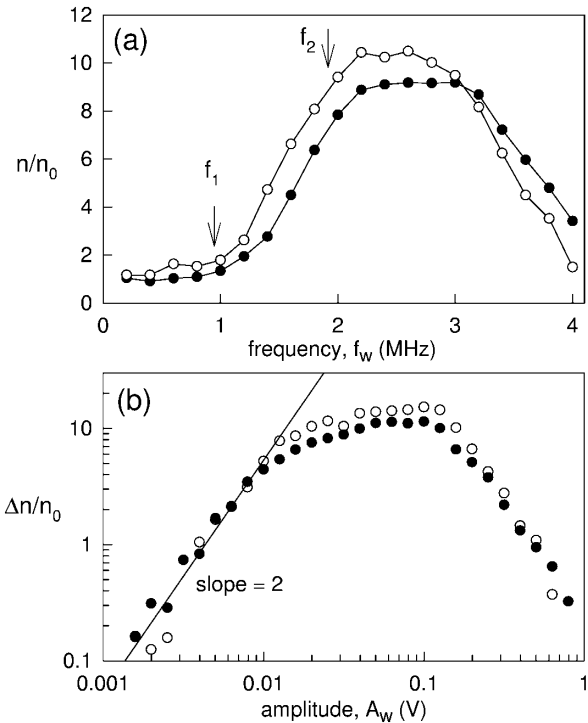 12
(a)
f2
10
8
n/n0
6
f1
4
2
0
1
2
3
4
frequency, fw (MHz)
(b)
10
Δn/n0
1
slope = 2
0.1
0.001
0.01
0.1
1
amplitude, Aw (V)